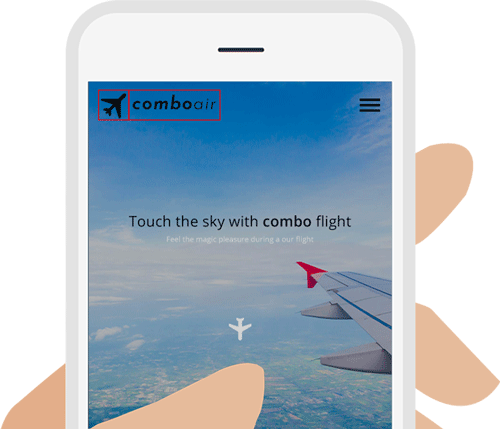 comboair
Touch the sky with combo flight
Feel the magic pleasure during a our flight